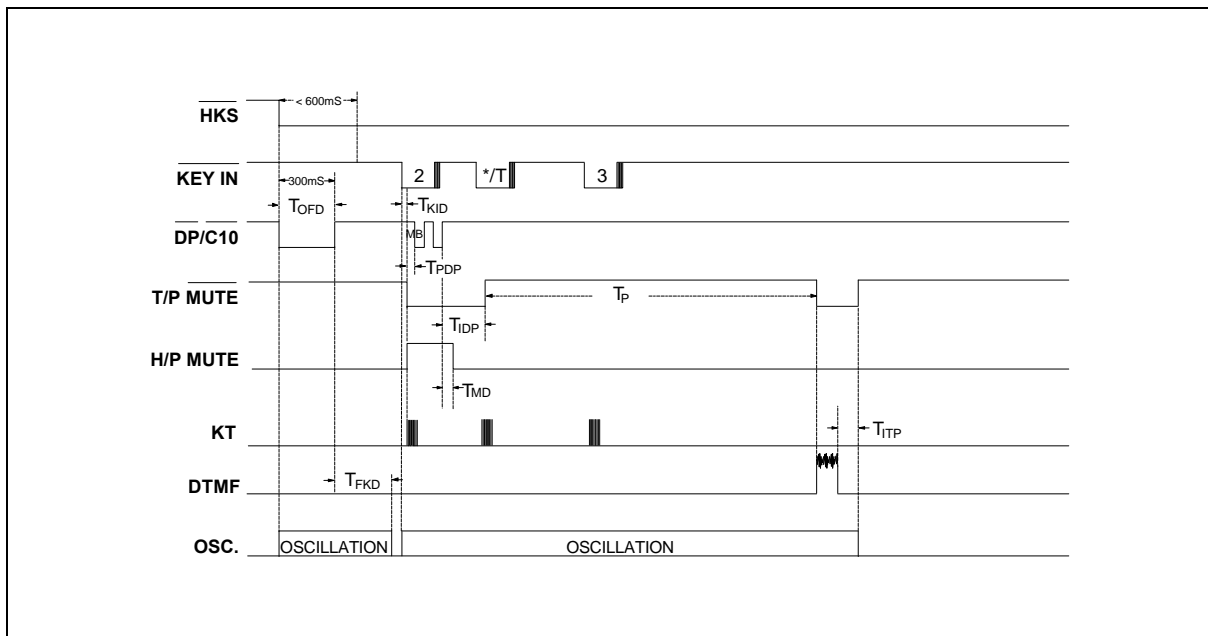 < 600mS
HKS
KEY IN
2
*/T
3
300mS
TOFD
TKID
DP/C10
MB
TPDP
T/P MUTE
TP
TIDP
H/P MUTE
TMD
KT
TITP
DTMF
TFKD
OSC.
OSCILLATION
OSCILLATION